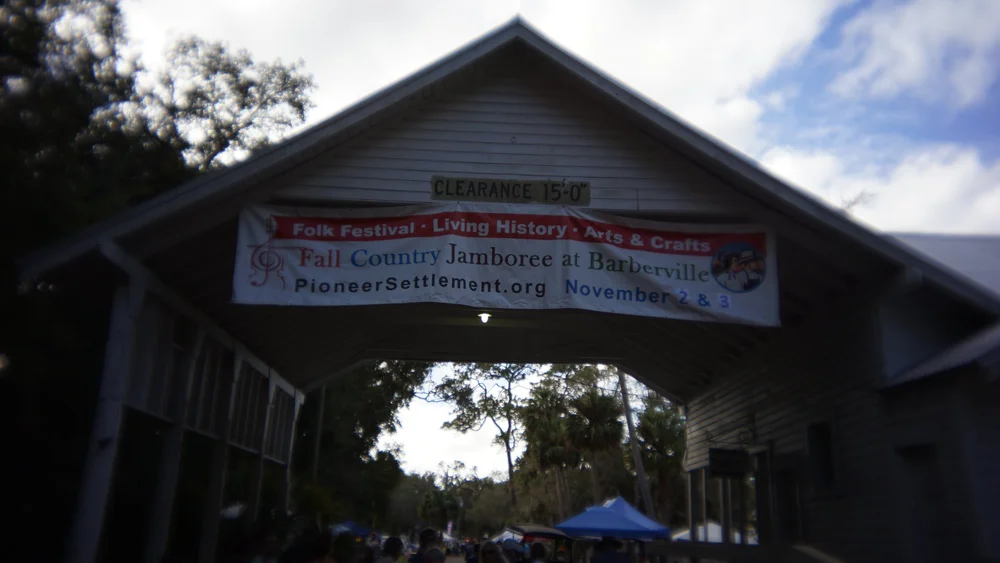 CLEARANCE 15'-0"
Folk Festival · Living History · Arts & Crafts
Fall Country Jamboree at Barberville
PioneerSettlement.org November 2 & 3